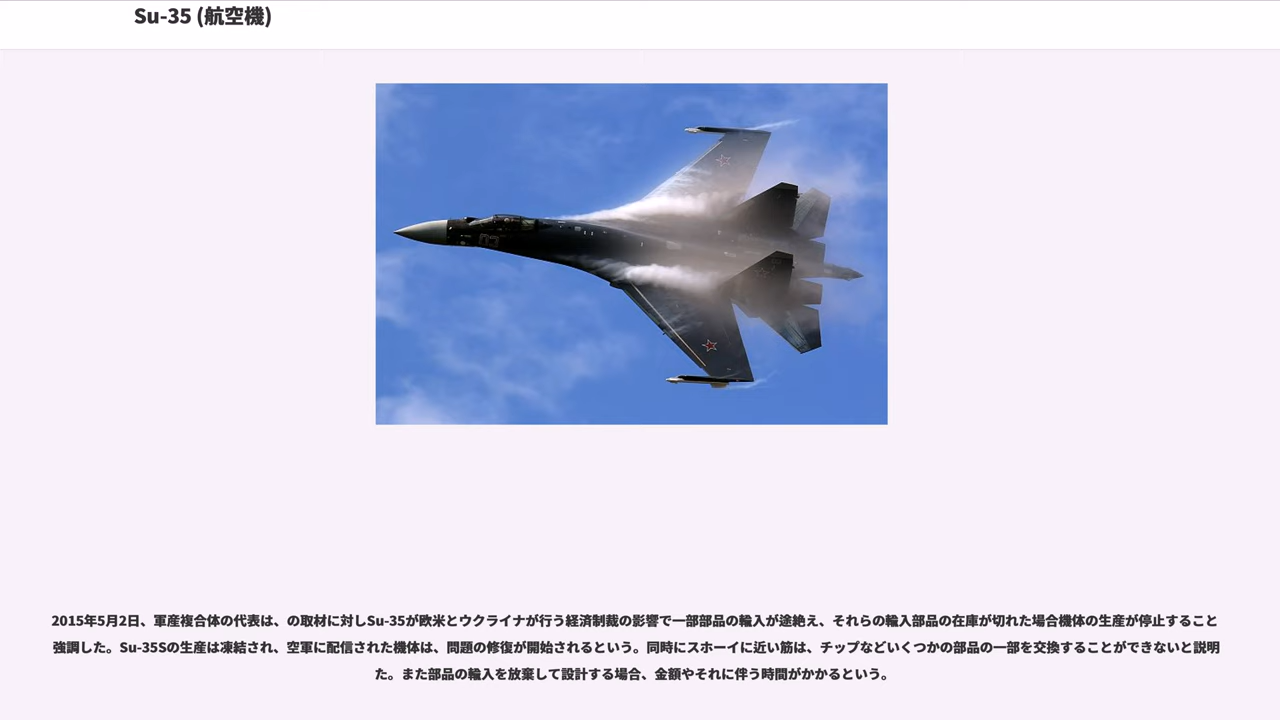 Su-35 (航空機)
2015年5月2日、軍産複合体の代表は、の取材に対しSu-35が欧米とウクライナが行う経済制裁の影響で一部部品の輸入が途絶え、それらの輸入部品の在庫が切れた場合機体の生産が停止すること
強調した。Su-35Sの生産は凍結され、空軍に配信された機体は、問題の修復が開始されるという。同時にスホーイに近い筋は、チップなどいくつかの部品の一部を交換することができないと説明
た。また部品の輸入を放棄して設計する場合、金額やそれに伴う時間がかかるという。